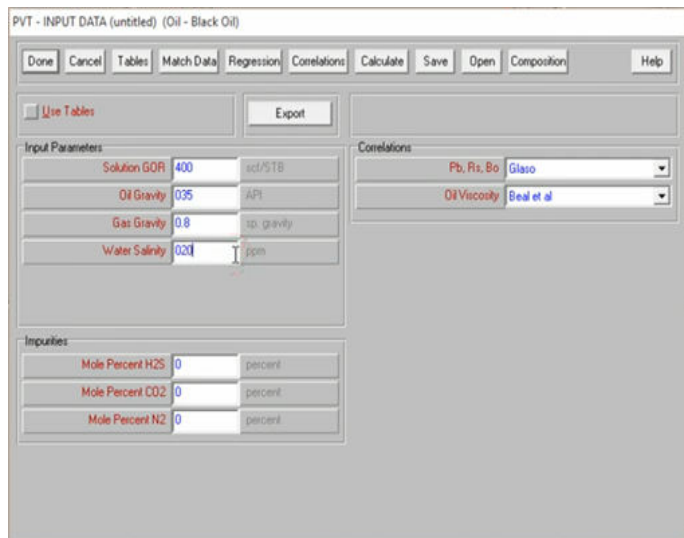 PVT - INPUT DATA (untitled) (Oil - Black Oil)
Done Cancel Tables Match Data Regression Correlations Calculate Save Open Composition Help
Use Tables Export
Input Parameters
Solution GOR 400 scf/STB
Oil Gravity 035 API
Gas Gravity 0.8 sp. gravity
Water Salinity 020 ppm
Correlations
Pb, Rs, Bo Glaso
Oil Viscosity Beal et al
Impurities
Mole Percent H2S 0 percent
Mole Percent CO2 0 percent
Mole Percent N2 0 percent